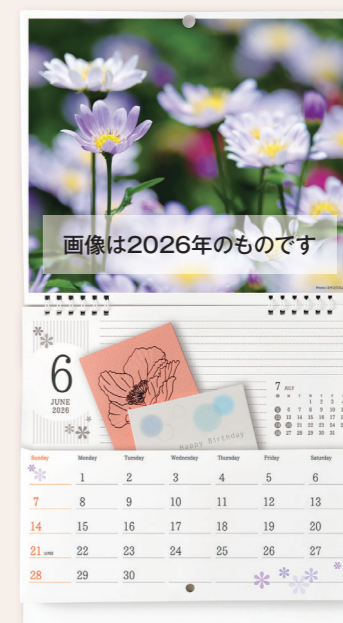 画像は2026年のものです
6
JUNE
2026
7 JULY
Happy Birthday
Sunday Monday Tuesday Wednesday Thursday Friday Saturday
1 2 3 4 5 6
7 8 9 10 11 12 13
14 15 16 17 18 19 20
21 22 23 24 25 26 27
28 29 30